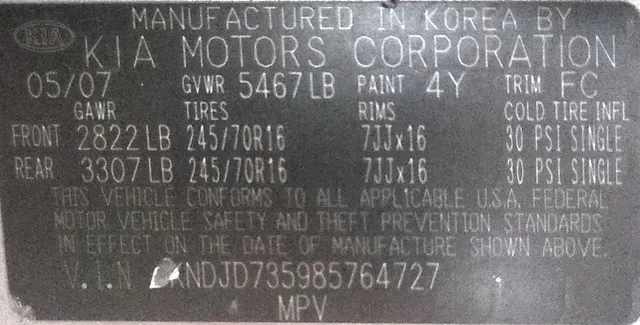 MANUFACTURED IN KOREA BY
KIA KIA MOTORS CORPORATION
05/07 GVWR 5467LB PAINT 4Y TRIM FC
GAWR TIRES RIMS COLD TIRE INFL
FRONT 2822LB 245/70R16 7JJx16 30 PSI SINGLE
REAR 3307LB 245/70R16 7JJx16 30 PSI SINGLE
THIS VEHICLE CONFORMS TO ALL APPLICABLE U.S.A. FEDERAL
MOTOR VEHICLE SAFETY AND THEFT PREVENTION STANDARDS
IN EFFECT ON THE DATE OF MANUFACTURE SHOWN ABOVE.
V.I.N KNDJD735985764727
MPV